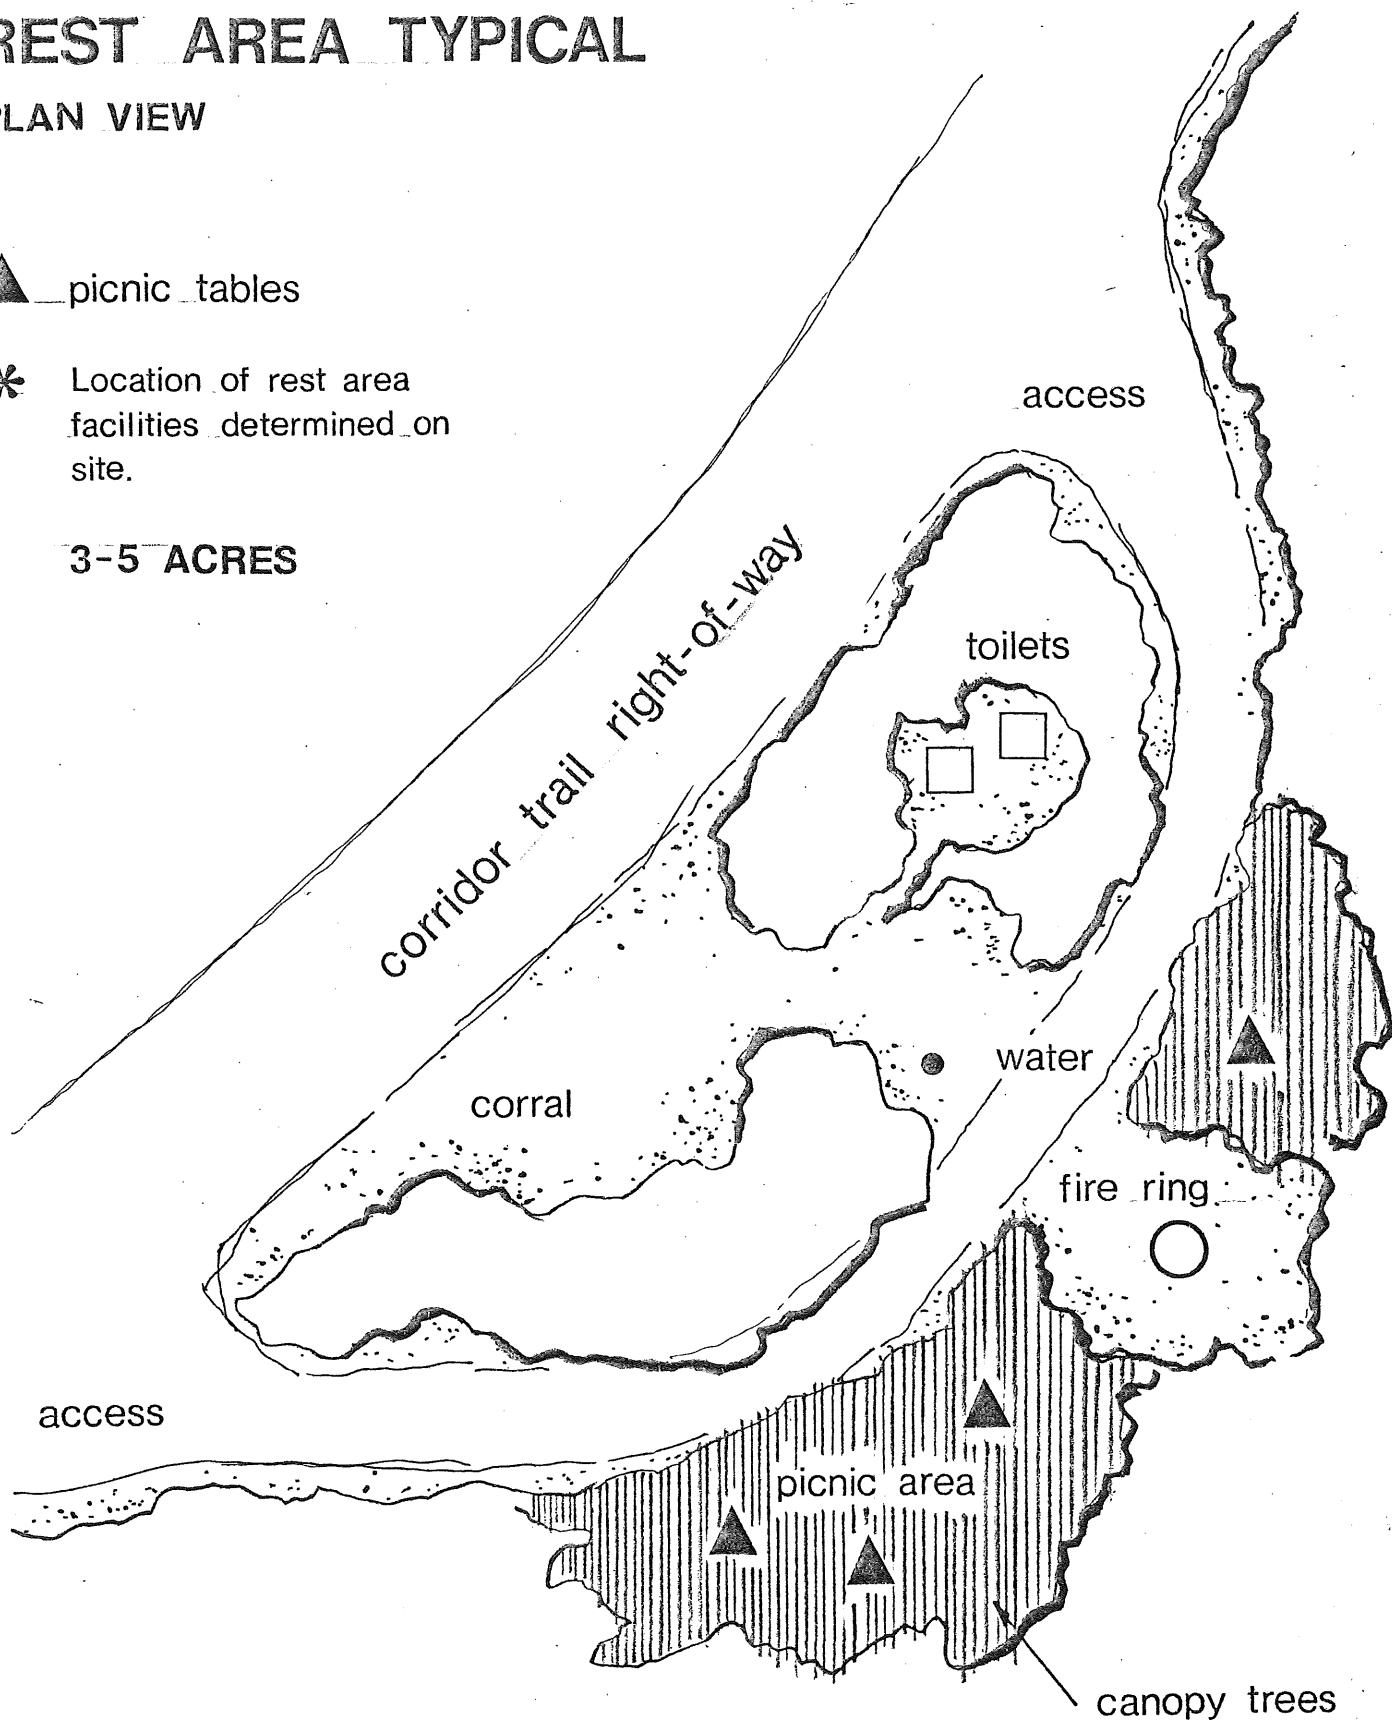 REST AREA TYPICAL
PLAN VIEW
picnic tables
* Location of rest area
facilities determined on
site.
3-5 ACRES
access
corridor trail right-of-way
toilets
water
corral
fire ring
access
picnic area
canopy trees